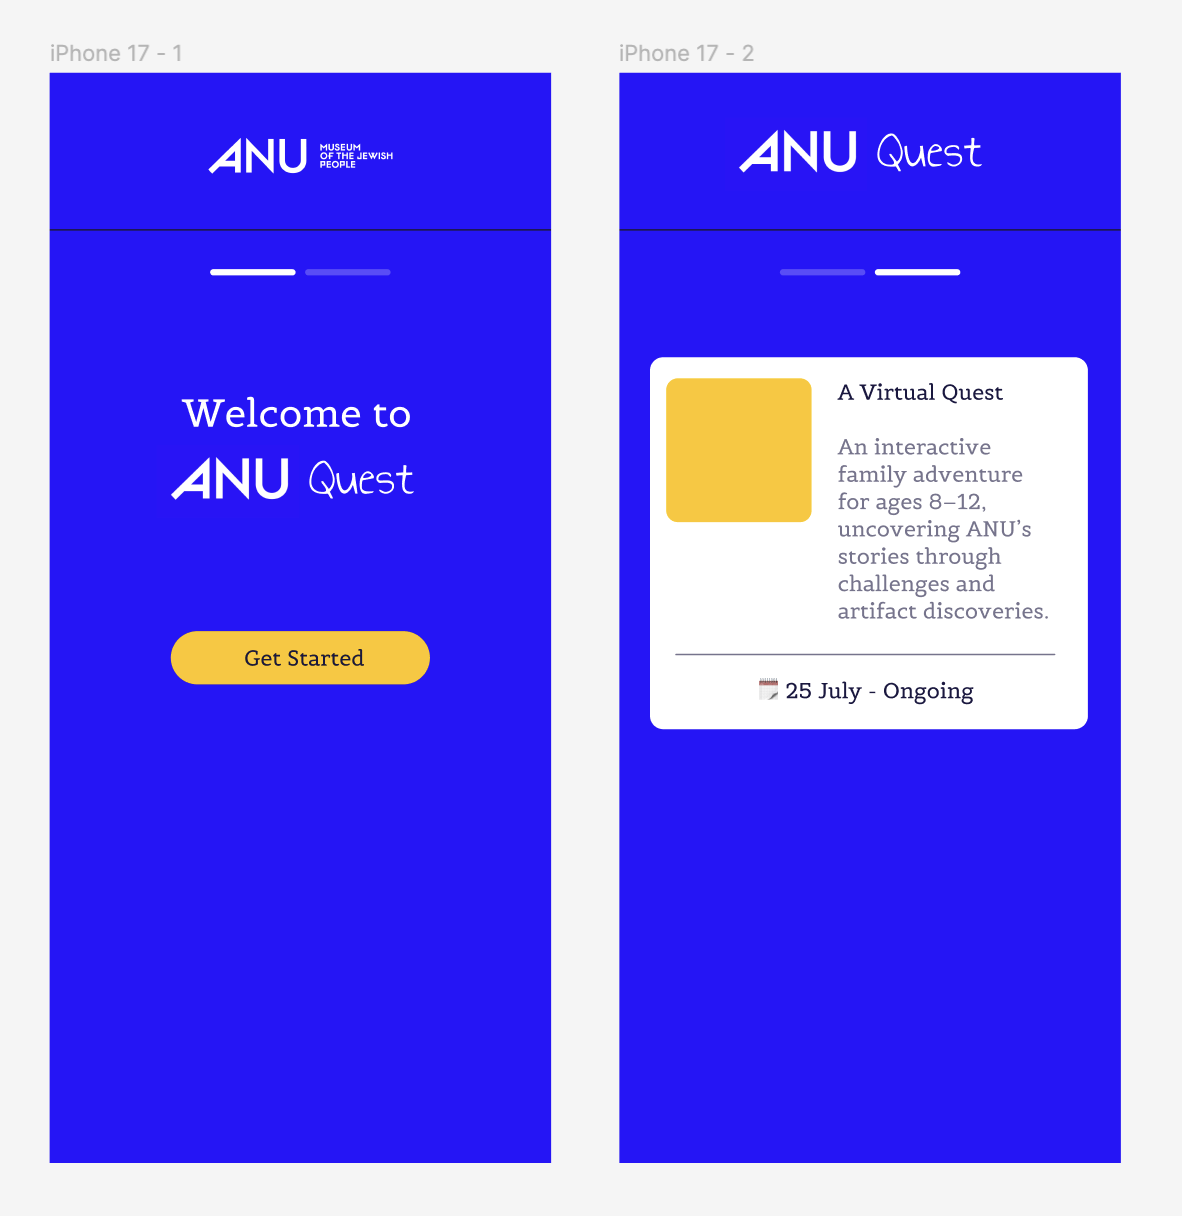 iPhone 17 - 1
ANU
MUSEUM
OF THE JEWISH
PEOPLE
Welcome to
ANU Quest
Get Started
iPhone 17 - 2
ANU Quest
A Virtual Quest
An interactive
family adventure
for ages 8–12,
uncovering ANU’s
stories through
challenges and
artifact discoveries.
25 July - Ongoing